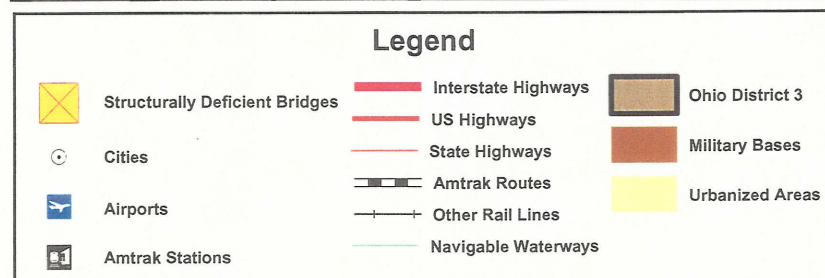 Legend
Structurally Deficient Bridges
Cities
Airports
Amtrak Stations
Interstate Highways
US Highways
State Highways
Amtrak Routes
Other Rail Lines
Navigable Waterways
Ohio District 3
Military Bases
Urbanized Areas